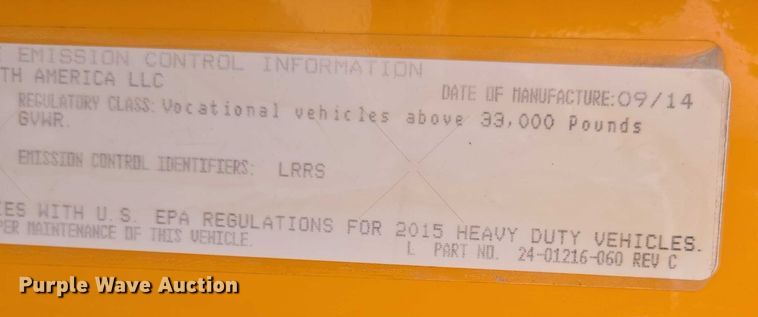 EMISSION CONTROL INFORMATION
TH AMERICA LLC
DATE OF MANUFACTURE: 09/14
REGULATORY CLASS: Vocational vehicles above 33,000 Pounds
GVWR.
EMISSION CONTROL IDENTIFIERS: LRRS
IES WITH U.S. EPA REGULATIONS FOR 2015 HEAVY DUTY VEHICLES.
PER MAINTENANCE OF THIS VEHICLE.
L PART NO. 24-01216-060 REV C
Purple Wave Auction